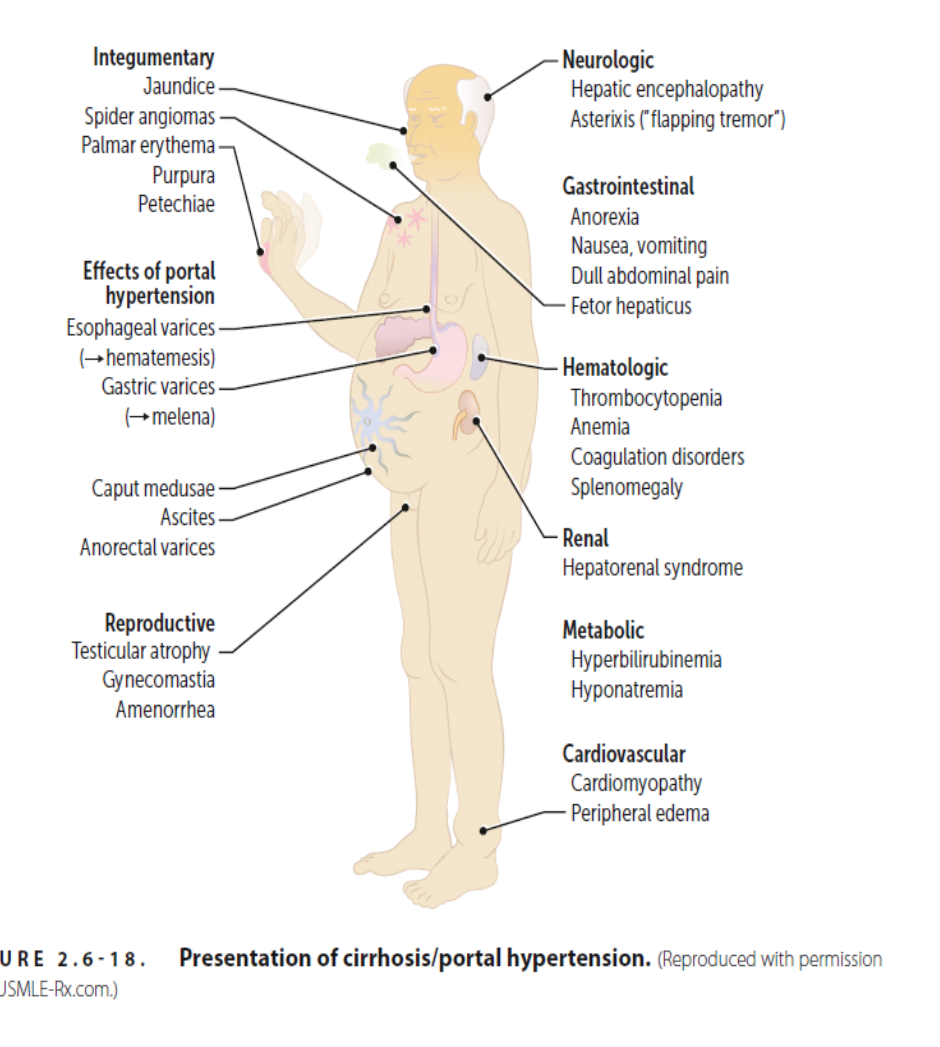 Integumentary
Jaundice
Spider angiomas
Palmar erythema
Purpura
Petechiae
Effects of portal
hypertension
Esophageal varices
(→hematemesis)
Gastric varices
(→melena)
Caput medusae
Ascites
Anorectal varices
Reproductive
Testicular atrophy
Gynecomastia
Amenorrhea
Neurologic
Hepatic encephalopathy
Asterixis ("flapping tremor")
Gastrointestinal
Anorexia
Nausea, vomiting
Dull abdominal pain
Fetor hepaticus
Hematologic
Thrombocytopenia
Anemia
Coagulation disorders
Splenomegaly
Renal
Hepatorenal syndrome
Metabolic
Hyperbilirubinemia
Hyponatremia
Cardiovascular
Cardiomyopathy
Peripheral edema
URE 2.6-18. Presentation of cirrhosis/portal hypertension. (Reproduced with permission
USMLE-Rx.com.)